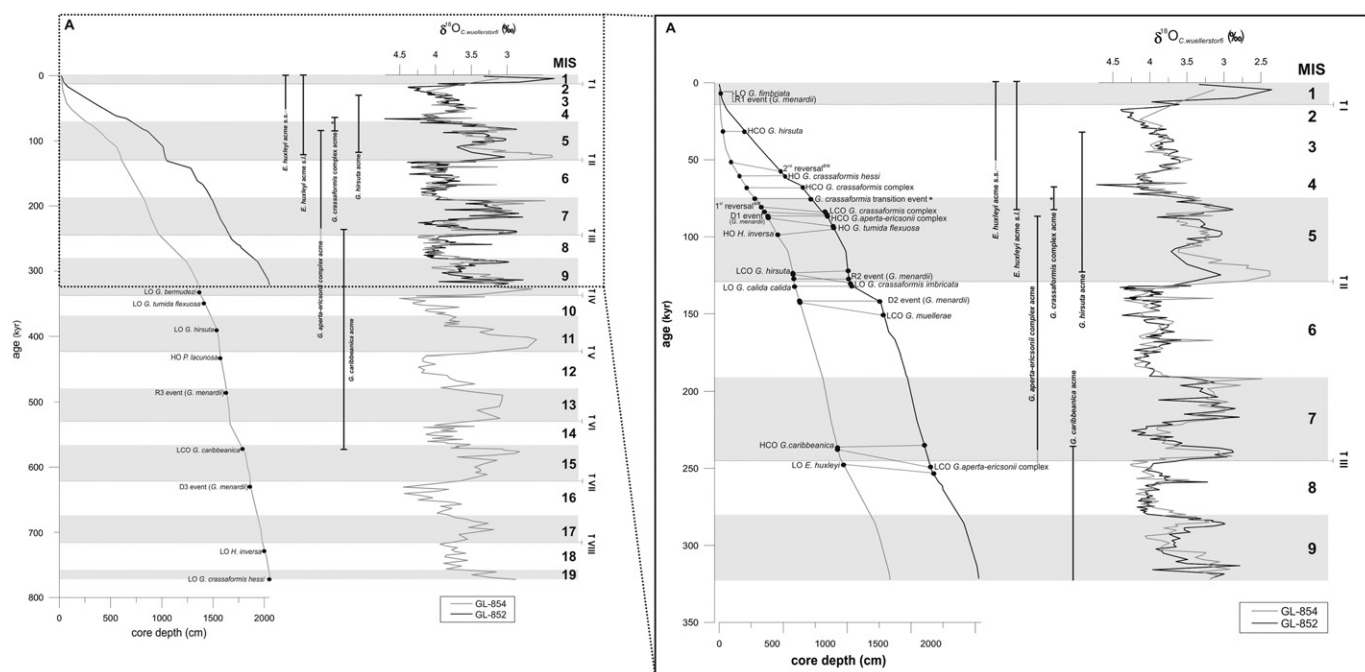 A
δ18O C.wuellerstorfi (‰)
4.5 4 3.5 3
MIS
0
100
200
300
400
500
600
700
800
age (kyr)
E. huxleyi acme s.s.
E. huxleyi acme s.l.
G. aperta-ericsonii complex acme
G. crassaformis complex acme
*
G. hirsuta acme
G. caribbeanica acme
LO G. bermudezi
LO G. tumida flexuosa
LO G. hirsuta
HO P. lacunosa
R3 event (G. menardii)
LCO G. caribbeanica
D3 event (G. menardii)
LO H. inversa
LO G. crassaformis hessi
1
2
3
4
5
6
7
8
9
10
11
12
13
14
15
16
17
18
19
T I
T II
T III
T IV
T V
T VI
T VII
T VIII
0 500 1000 1500 2000
core depth (cm)
GL-854
GL-852
A
δ18O C.wuellerstorfi (‰)
4.5 4 3.5 3 2.5
MIS
0
50
100
150
200
250
300
350
age (kyr)
LO G. fimbriata
R1 event (G. menardii)
HCO G. hirsuta
HO G. crassaformis hessi
HCO G. crassaformis complex
G. crassaformis transition event *
1st reversal
LCO G. crassaformis complex
D1 event
(G. menardii)
HCO G.aperta-ericsonii complex
HO G. tumida flexuosa
HO H. inversa
LCO G. hirsuta
R2 event (G. menardii)
LO G. crassaformis imbricata
LO G. calida calida
D2 event (G. menardii)
LCO G. muellerae
HCO G.caribbeanica
LCO G.aperta-ericsonii complex
LO E. huxleyi
E. huxleyi acme s.s.
E. huxleyi acme s.l.
G. aperta-ericsonii complex acme
G. crassaformis complex acme
*
G. caribbeanica acme
G. hirsuta acme
1
2
3
4
5
6
7
8
9
T I
T II
T III
0 500 1000 1500 2000
core depth (cm)
GL-854
GL-852